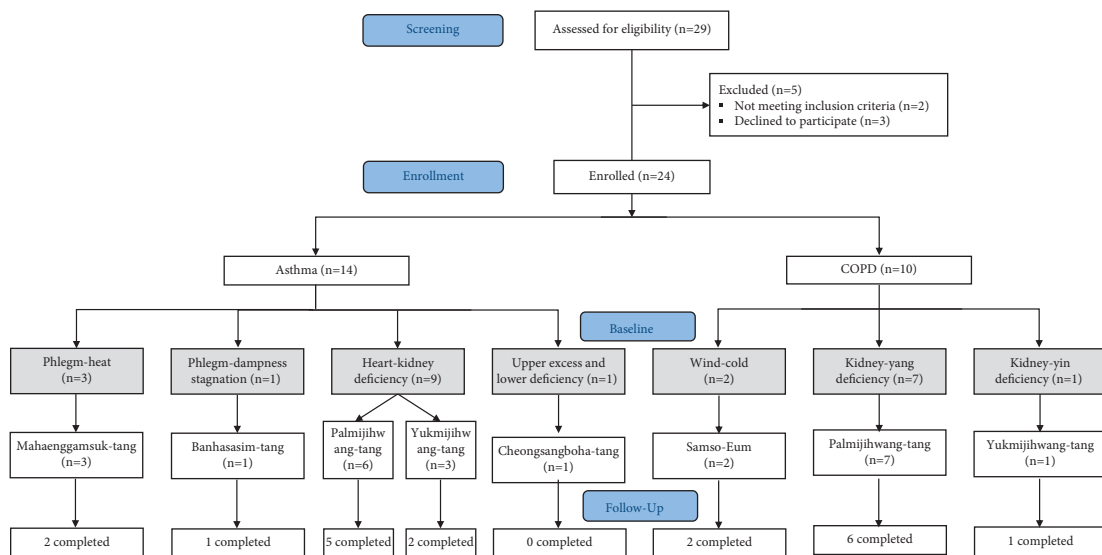 Screening
Assessed for eligibility (n=29)
Excluded (n=5)
▪ Not meeting inclusion criteria (n=2)
▪ Declined to participate (n=3)
Enrollment
Enrolled (n=24)
Asthma (n=14)
COPD (n=10)
Baseline
Phlegm-heat
(n=3)
Phlegm-dampness
stagnation (n=1)
Heart-kidney
deficiency (n=9)
Upper excess and
lower deficiency (n=1)
Wind-cold
(n=2)
Kidney-yang
deficiency (n=7)
Kidney-yin
deficiency (n=1)
Mahaenggamsuk-tang
(n=3)
Banhasasim-tang
(n=1)
Palmijihw
ang-tang
(n=6)
Yukmijihw
ang-tang
(n=3)
Cheongsangboha-tang
(n=1)
Samso-Eum
(n=2)
Palmijihwang-tang
(n=7)
Yukmijihwang-tang
(n=1)
Follow-Up
2 completed
1 completed
5 completed
2 completed
0 completed
2 completed
6 completed
1 completed